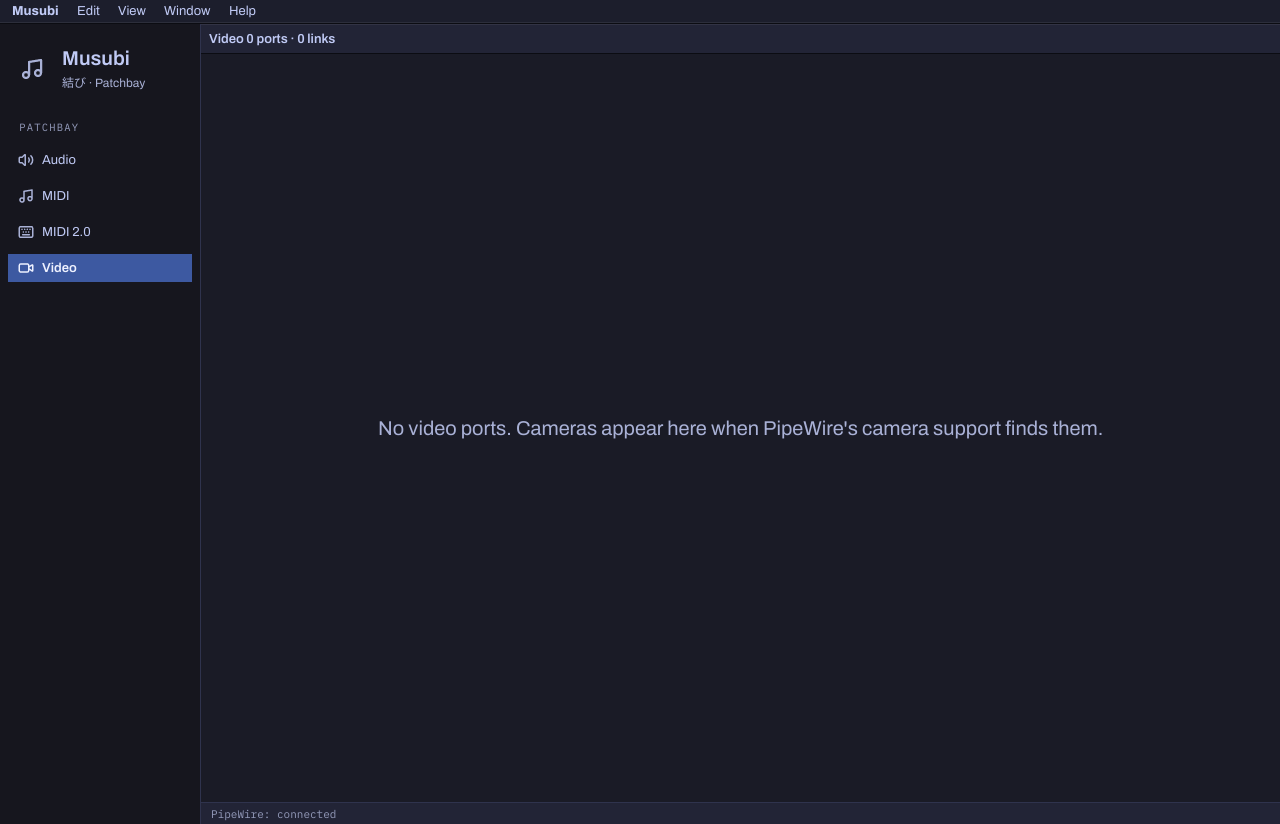 Musubi Edit View Window Help
Musubi
結び · Patchbay
PATCHBAY
Audio
MIDI
MIDI 2.0
Video
Video 0 ports · 0 links
No video ports. Cameras appear here when PipeWire's camera support finds them.
PipeWire: connected